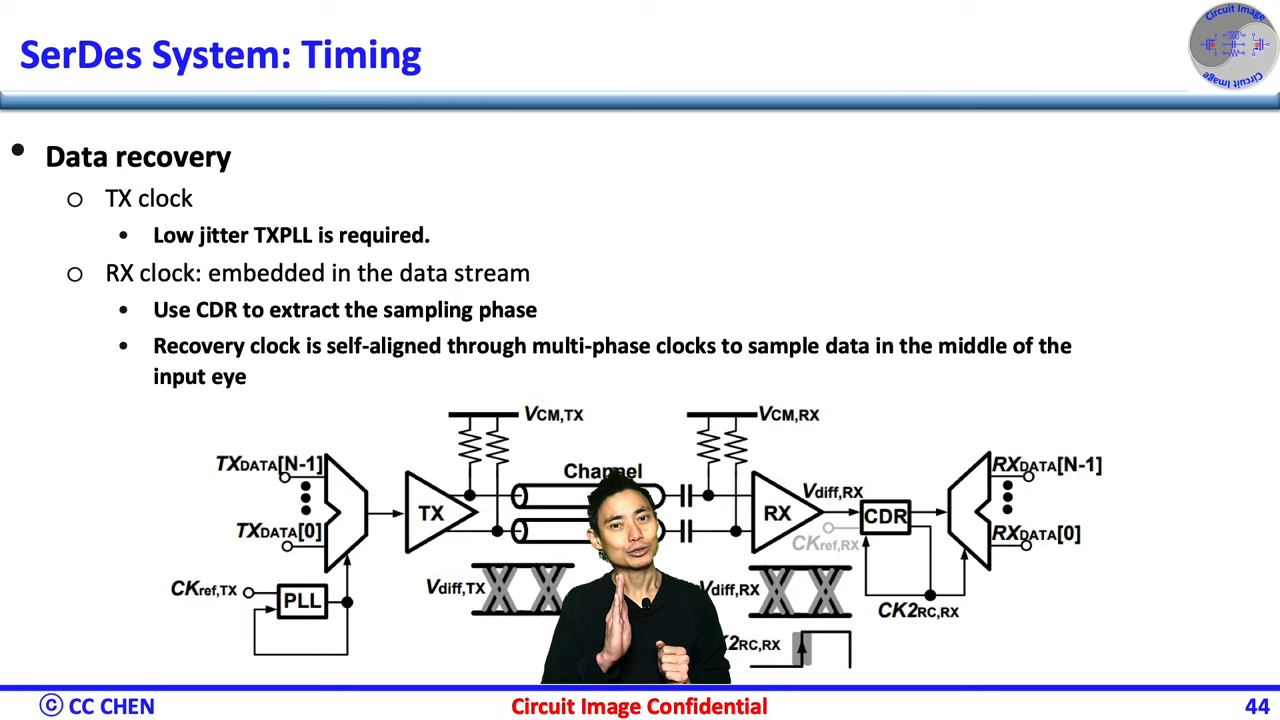 SerDes System: Timing
Circuit Image
Circuit Image
Data recovery
TX clock
Low jitter TXPLL is required.
RX clock: embedded in the data stream
Use CDR to extract the sampling phase
Recovery clock is self-aligned through multi-phase clocks to sample data in the middle of the
input eye
VCM,TX
VCM,RX
TXDATA[N-1]
Channel
RXDATA[N-1]
Vdiff,RX
TX
RX
CDR
TXDATA[0]
RXDATA[0]
CKref,RX
CKref,TX
PLL
Vdiff,TX
Vdiff,RX
CK2RC,RX
K2RC,RX
© CC CHEN
Circuit Image Confidential
44